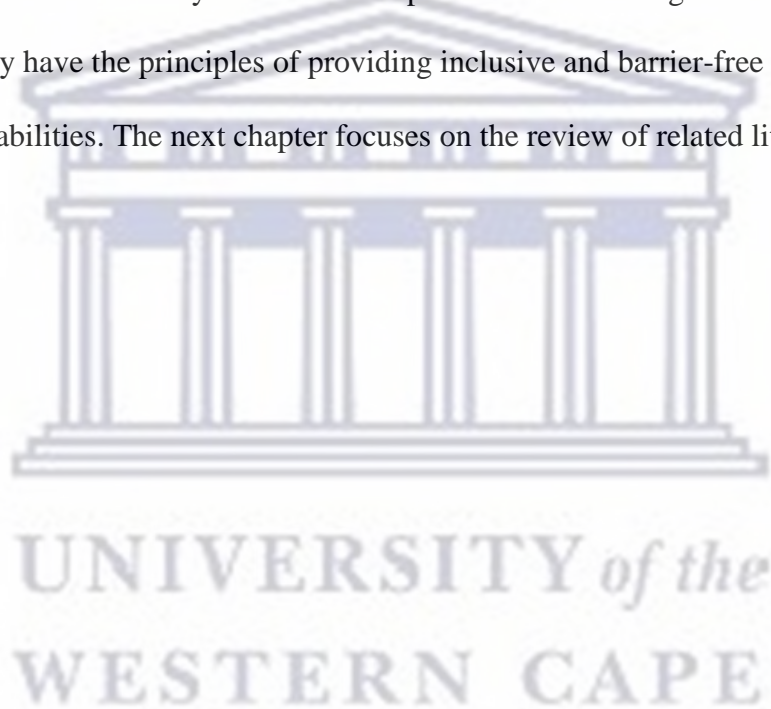 y have the principles of providing inclusive and barrier-free
abilities. The next chapter focuses on the review of related li
UNIVERSITY of the
WESTERN CAPE